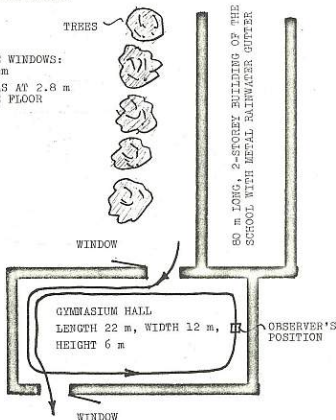 TREES
WINDOWS:
m
S AT 2.8 m
FLOOR
80 m LONG, 2-STOREY BUILDING OF THE
SCHOOL WITH METAL RAINWATER GUTTER
WINDOW
GYMNASIUM HALL
LENGTH 22 m, WIDTH 12 m,
HEIGHT 6 m
OBSERVER'S
POSITION
WINDOW